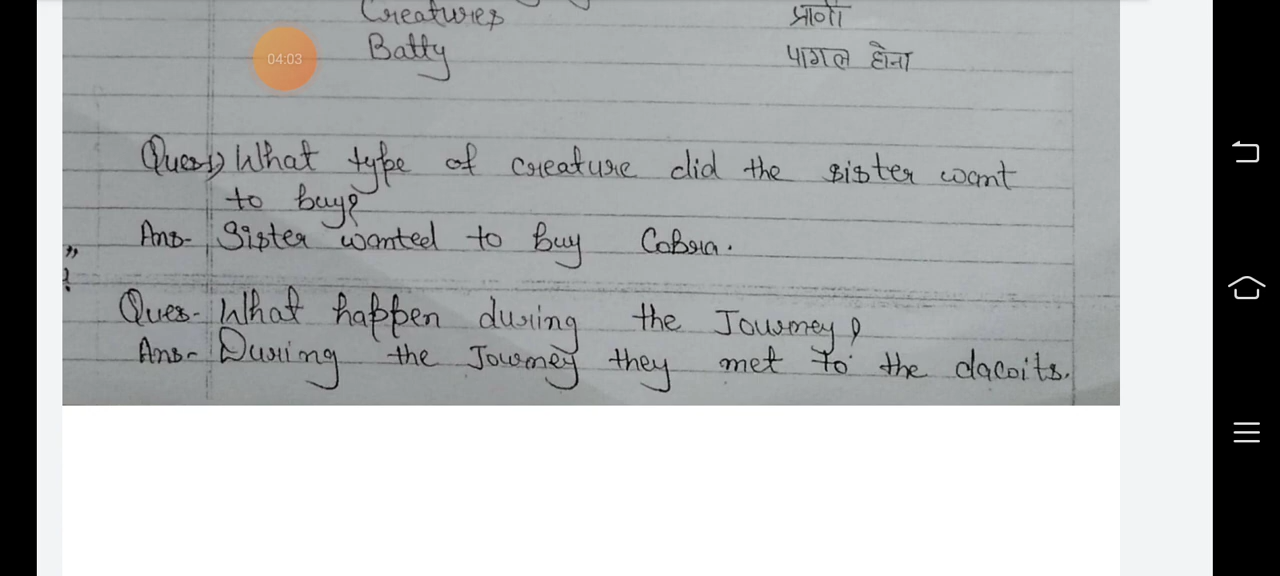 Creatures प्राणी
04:03
Batty पागल होना
Ques1) What type of creature did the sister want
to buy?
Ans- Sister wanted to buy Cobra.
"
?
Ques- What happen during the Journey?
Ans- During the Journey they met to the dacoits.